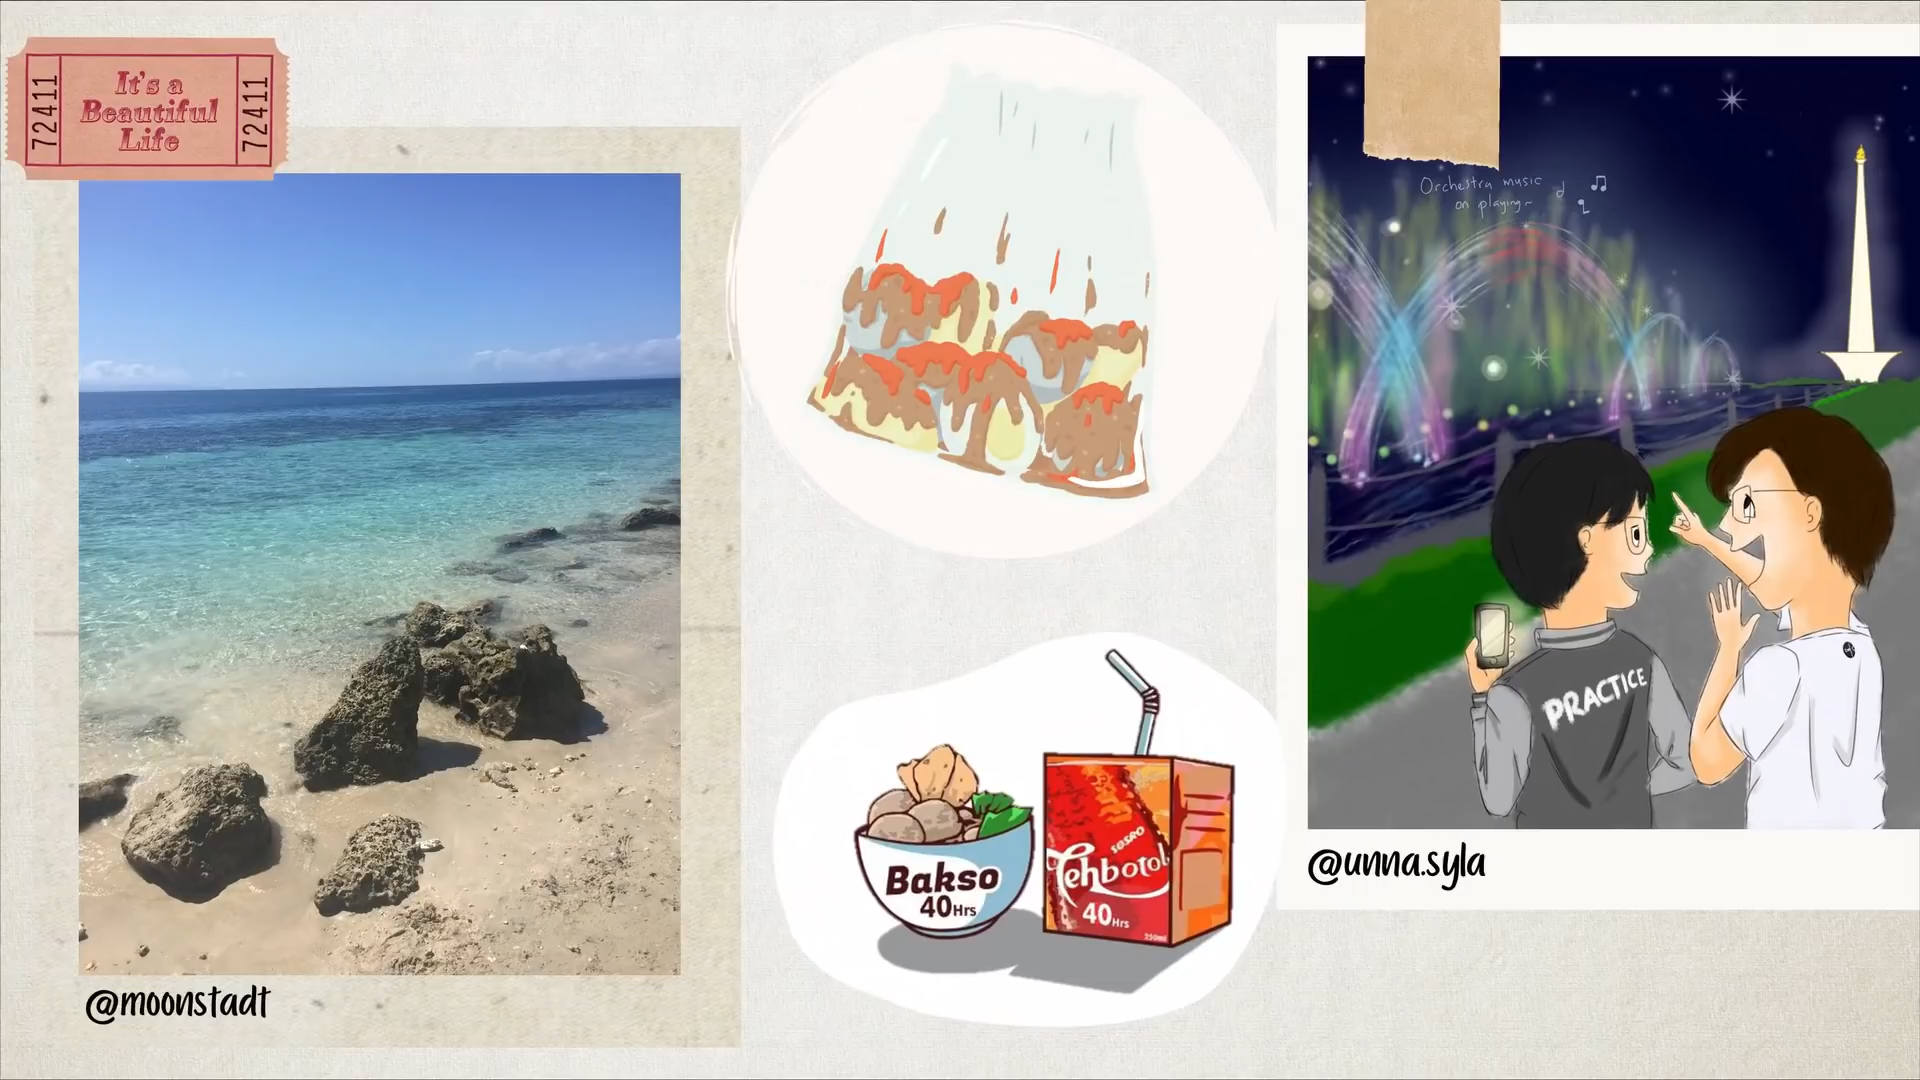 72411
It's a
Beautiful
Life
72411
@moonstadt
Bakso
40Hrs
SOSRO
Tehbotol
40Hrs
250ml
Orchestra music
on playing~
PRACTICE
@unna.syla